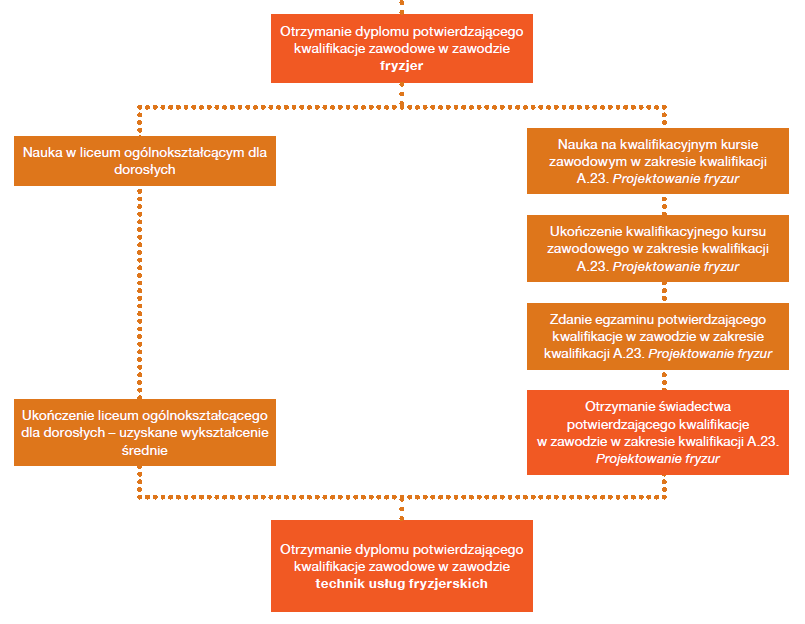 Otrzymanie dyplomu potwierdzającego
kwalifikacje zawodowe w zawodzie
fryzjer
Nauka w liceum ogólnokształcącym dla
dorosłych
Nauka na kwalifikacyjnym kursie
zawodowym w zakresie kwalifikacji
A.23. Projektowanie fryzur
Ukończenie kwalifikacyjnego kursu
zawodowego w zakresie kwalifikacji
A.23. Projektowanie fryzur
Zdanie egzaminu potwierdzającego
kwalifikacje w zawodzie w zakresie
kwalifikacji A.23. Projektowanie fryzur
Ukończenie liceum ogólnokształcącego
dla dorosłych – uzyskane wykształcenie
średnie
Otrzymanie świadectwa
potwierdzającego kwalifikacje
w zawodzie w zakresie kwalifikacji A.23.
Projektowanie fryzur
Otrzymanie dyplomu potwierdzającego
kwalifikacje zawodowe w zawodzie
technik usług fryzjerskich